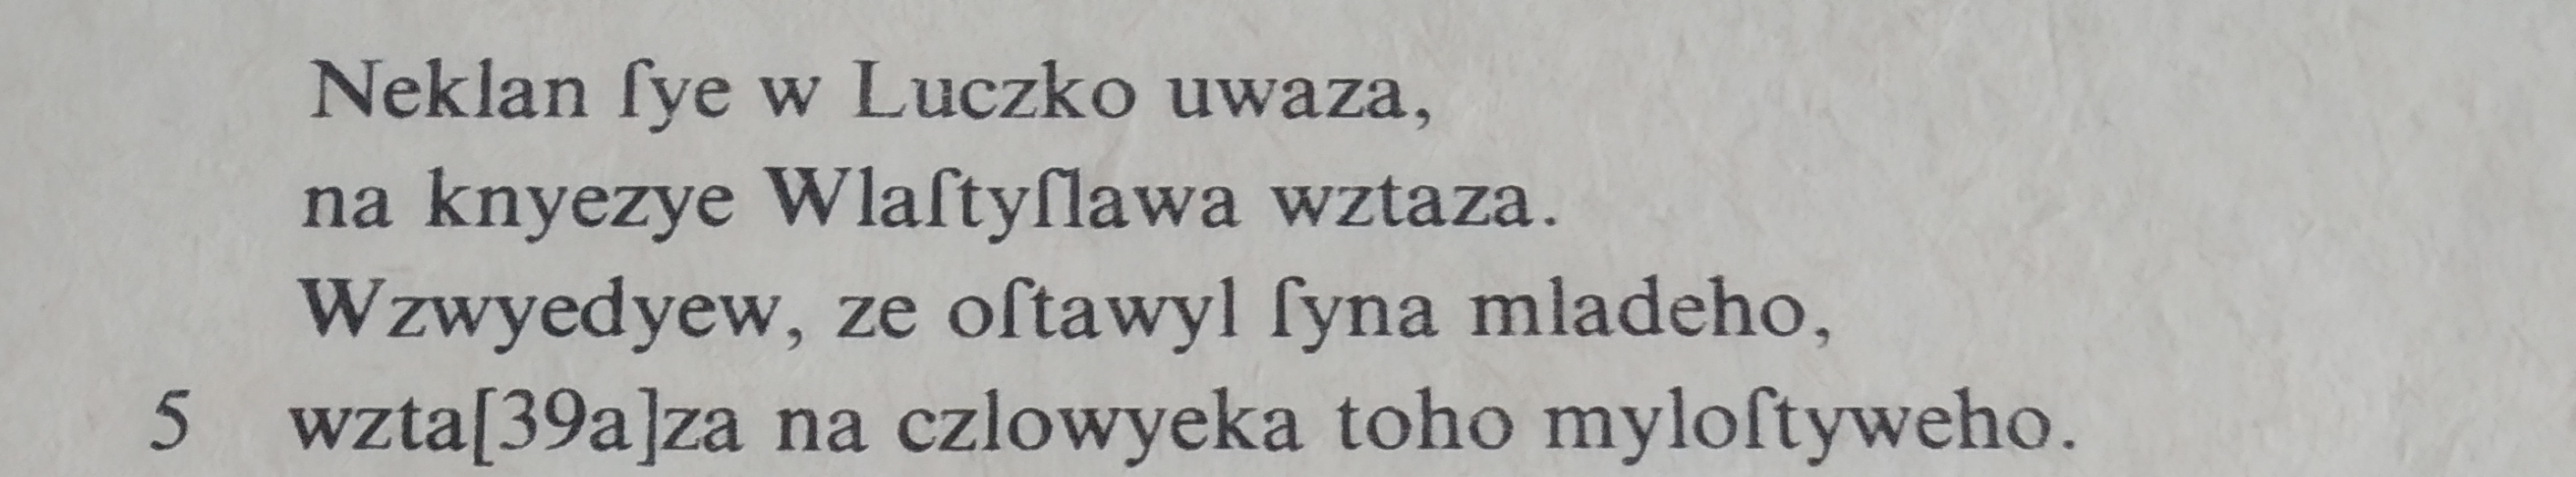 Neklan ſye w Luczko uwaza,
na knyezye Wlaſtyſlawa wztaza.
Wzwyedyew, ze oſtawyl ſyna mladeho,
5 wzta[39a]za na czlowyeka toho myloſtyweho.